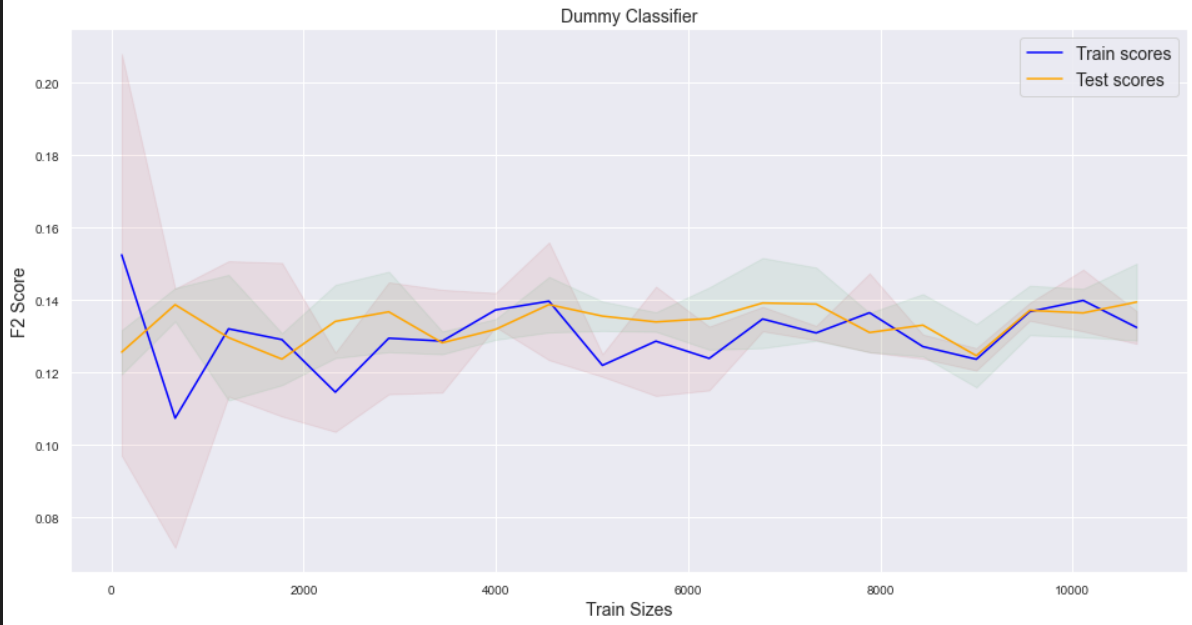 Dummy Classifier
Train scores
Test scores
F2 Score
0.20
0.18
0.16
0.14
0.12
0.10
0.08
0 2000 4000 6000 8000 10000
Train Sizes